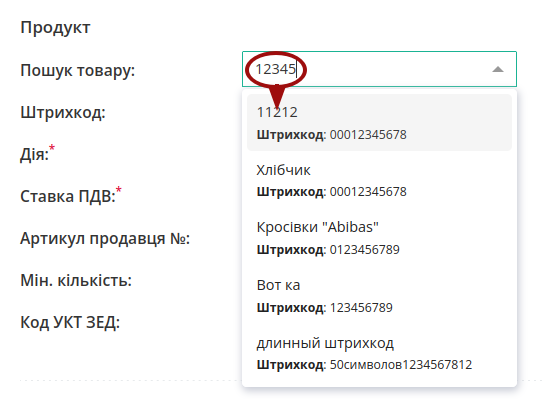 Продукт
Пошук товару: 12345
Штрихкод:
Дія:*
Ставка ПДВ:*
Артикул продавця №:
Мін. кількість:
Код УКТ ЗЕД:
11212
Штрихкод: 00012345678
Хлібчик
Штрихкод: 00012345678
Кросівки "Abibas"
Штрихкод: 0123456789
Вот ка
Штрихкод: 123456789
длинный штрихкод
Штрихкод: 50символов1234567812